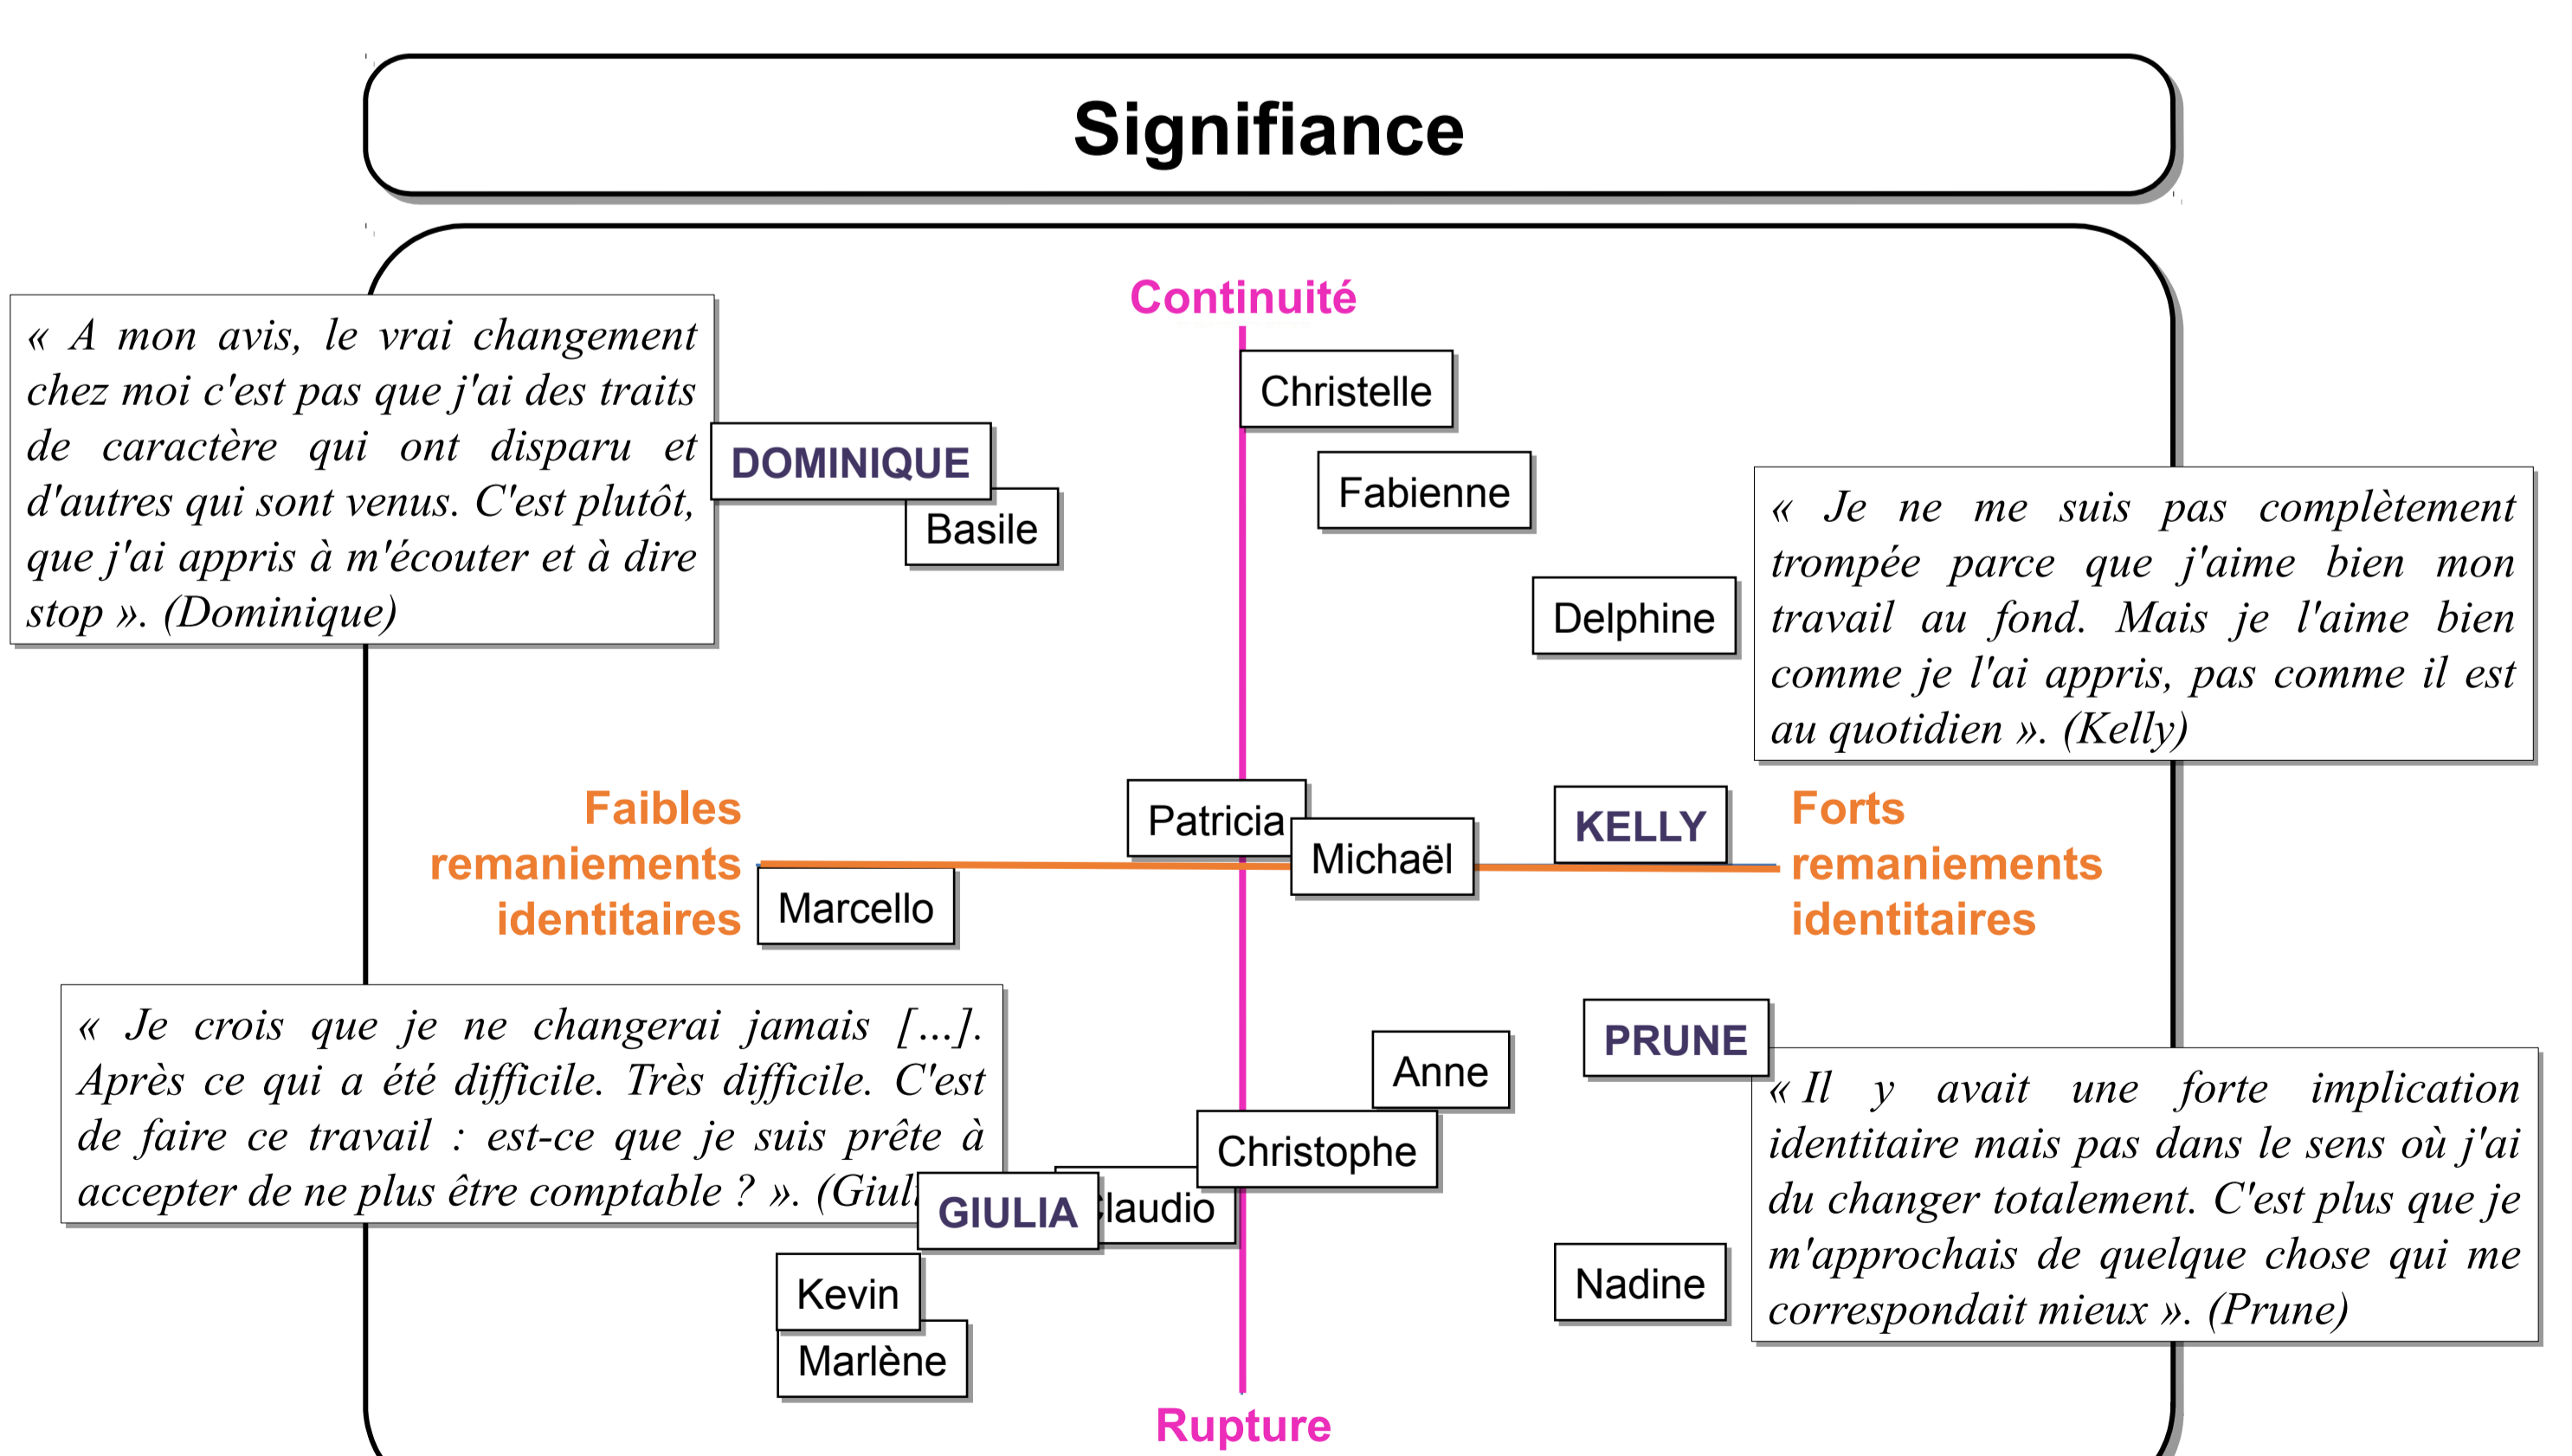 Signifiance
Continuité
« A mon avis, le vrai changement
chez moi c'est pas que j'ai des traits
de caractère qui ont disparu et
d'autres qui sont venus. C'est plutôt,
que j'ai appris à m'écouter et à dire
stop ». (Dominique)
Christelle
DOMINIQUE
Fabienne
Basile
Delphine
« Je ne me suis pas complètement
trompée parce que j'aime bien mon
travail au fond. Mais je l'aime bien
comme je l'ai appris, pas comme il est
au quotidien ». (Kelly)
Faibles
remaniements
identitaires
Patricia
Michaël
KELLY
Forts
remaniements
identitaires
Marcello
« Je crois que je ne changerai jamais [...].
Après ce qui a été difficile. Très difficile. C'est
de faire ce travail : est-ce que je suis prête à
accepter de ne plus être comptable ? ». (Giul
PRUNE
Anne
Christophe
GIULIA
laudio
« Il y avait une forte implication
identitaire mais pas dans le sens où j'ai
du changer totalement. C'est plus que je
m'approchais de quelque chose qui me
correspondait mieux ». (Prune)
Kevin
Nadine
Marlène
Rupture